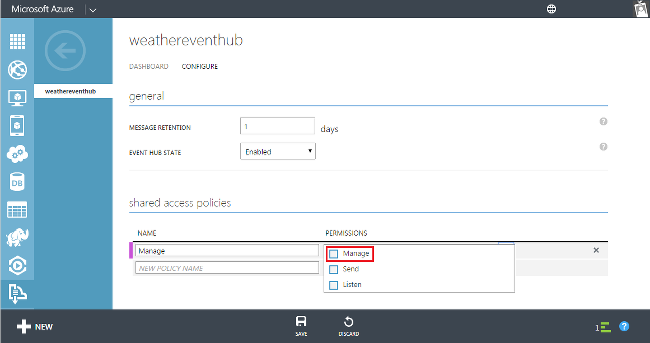 Microsoft Azure
weathereventhub
DASHBOARD CONFIGURE
weathereventhub
general
MESSAGE RETENTION 1 days ?
EVENT HUB STATE Enabled ?
shared access policies
NAME PERMISSIONS
Manage
Manage
NEW POLICY NAME
Send
Listen
DB
NEW
SAVE
DISCARD
1
?